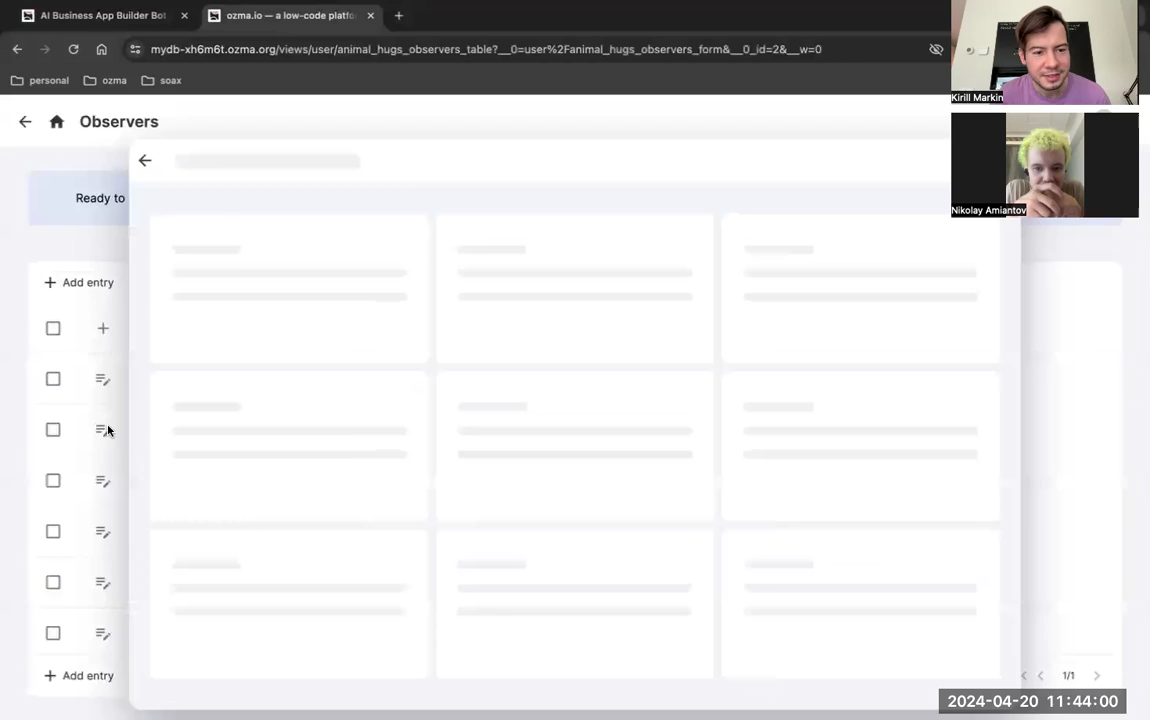 AI Business App Builder Bot
ozma.io — a low-code platfo
mydb-xh6m6t.ozma.org/views/user/animal_hugs_observers_table?__0=user%2Fanimal_hugs_observers_form&__0_id=2&__w=0
personal
ozma
soax
Kirill Markin
Observers
Ready to
Nikolay Amiantov
Add entry
Add entry
1/1
2024-04-20 11:44:00